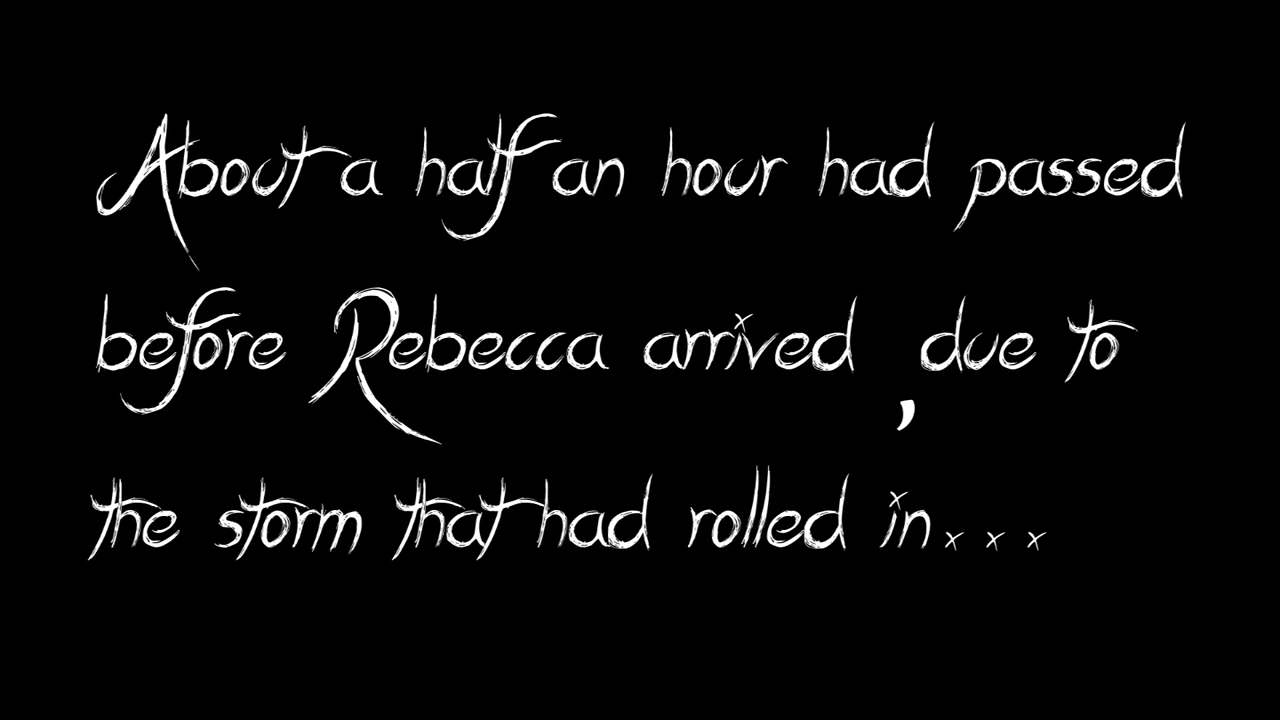 About a half an hour had passed
before Rebecca arrived, due to
the storm that had rolled in...